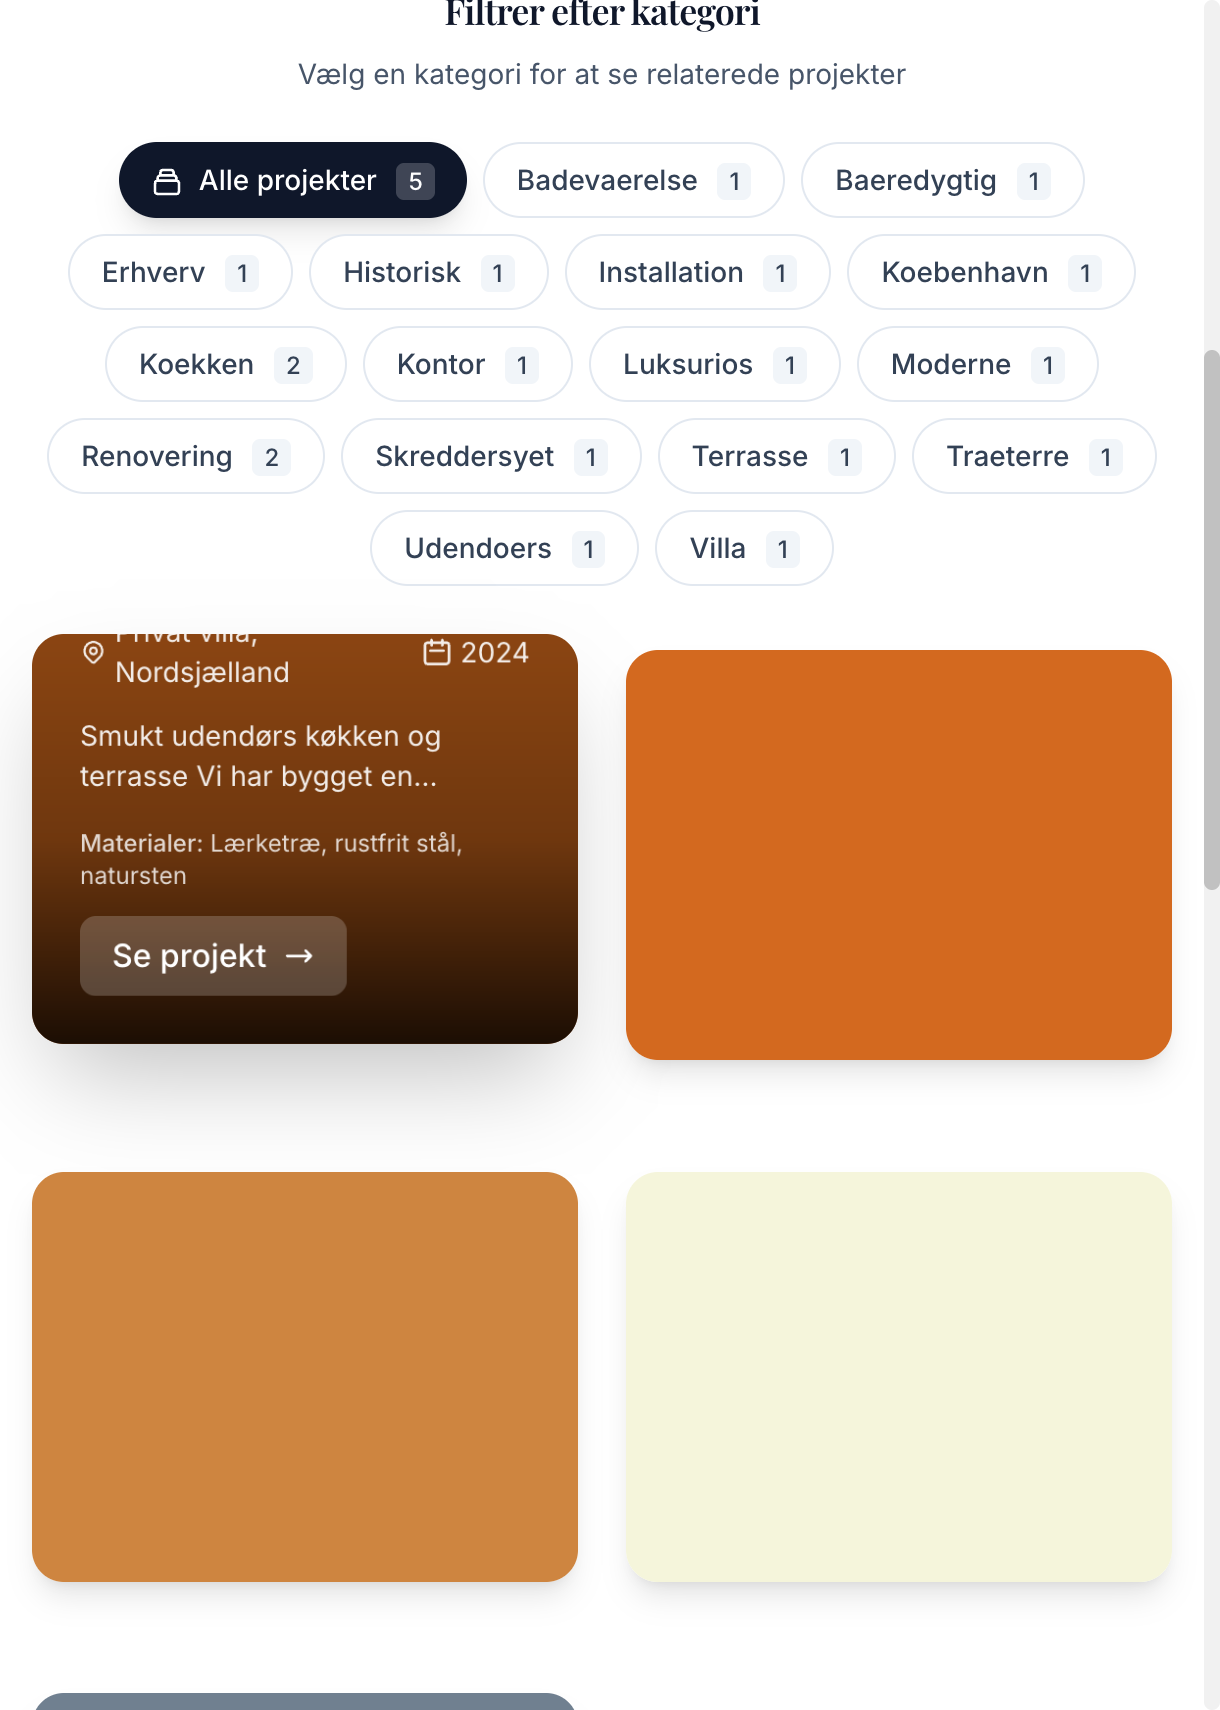 Filtrer efter kategori
Vælg en kategori for at se relaterede projekter
Alle projekter 5 Badevaerelse 1 Baeredygtig 1
Erhverv 1 Historisk 1 Installation 1 Koebenhavn 1
Koekken 2 Kontor 1 Luksurios 1 Moderne 1
Renovering 2 Skreddersyet 1 Terrasse 1 Traeterre 1
Udendoers 1 Villa 1
Privat villa,
Nordsjælland 2024
Smukt udendørs køkken og
terrasse Vi har bygget en...
Materialer: Lærketræ, rustfrit stål,
natursten
Se projekt →